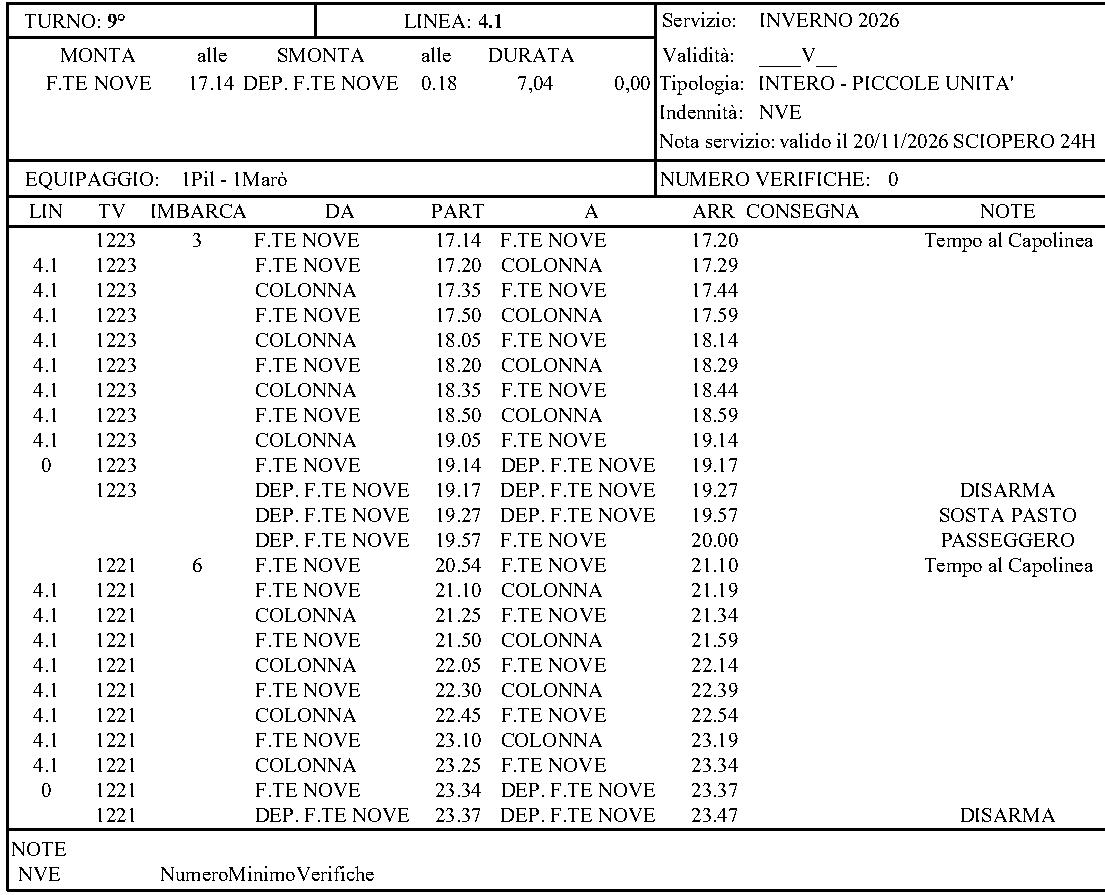 TURNO: 9° LINEA: 4.1 Servizio: INVERNO 2026
MONTA alle SMONTA alle DURATA Validità: ____V__
F.TE NOVE 17.14 DEP. F.TE NOVE 0.18 7,04 0,00 Tipologia: INTERO - PICCOLE UNITA'
Indennità: NVE
Nota servizio: valido il 20/11/2026 SCIOPERO 24H
EQUIPAGGIO: 1Pil - 1Marò NUMERO VERIFICHE: 0
LIN TV IMBARCA DA PART A ARR CONSEGNA NOTE
1223 3 F.TE NOVE 17.14 F.TE NOVE 17.20 Tempo al Capolinea
4.1 1223 F.TE NOVE 17.20 COLONNA 17.29
4.1 1223 COLONNA 17.35 F.TE NOVE 17.44
4.1 1223 F.TE NOVE 17.50 COLONNA 17.59
4.1 1223 COLONNA 18.05 F.TE NOVE 18.14
4.1 1223 F.TE NOVE 18.20 COLONNA 18.29
4.1 1223 COLONNA 18.35 F.TE NOVE 18.44
4.1 1223 F.TE NOVE 18.50 COLONNA 18.59
4.1 1223 COLONNA 19.05 F.TE NOVE 19.14
0 1223 F.TE NOVE 19.14 DEP. F.TE NOVE 19.17
1223 DEP. F.TE NOVE 19.17 DEP. F.TE NOVE 19.27 DISARMA
DEP. F.TE NOVE 19.27 DEP. F.TE NOVE 19.57 SOSTA PASTO
DEP. F.TE NOVE 19.57 F.TE NOVE 20.00 PASSEGGERO
1221 6 F.TE NOVE 20.54 F.TE NOVE 21.10 Tempo al Capolinea
4.1 1221 F.TE NOVE 21.10 COLONNA 21.19
4.1 1221 COLONNA 21.25 F.TE NOVE 21.34
4.1 1221 F.TE NOVE 21.50 COLONNA 21.59
4.1 1221 COLONNA 22.05 F.TE NOVE 22.14
4.1 1221 F.TE NOVE 22.30 COLONNA 22.39
4.1 1221 COLONNA 22.45 F.TE NOVE 22.54
4.1 1221 F.TE NOVE 23.10 COLONNA 23.19
4.1 1221 COLONNA 23.25 F.TE NOVE 23.34
0 1221 F.TE NOVE 23.34 DEP. F.TE NOVE 23.37
1221 DEP. F.TE NOVE 23.37 DEP. F.TE NOVE 23.47 DISARMA
NOTE
NVE NumeroMinimoVerifiche